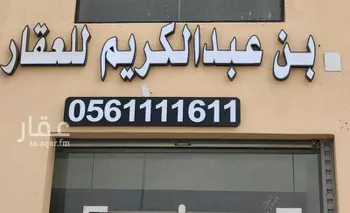 بن عبدالكريم للعقار
0561111611
عقار
sa.aqar.fm